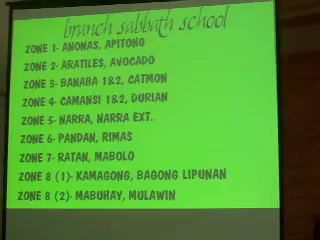 branch sabbath school
ZONE 1- ANONAS, APITONG
ZONE 2- ARATILES, AVOCADO
ZONE 3- BANABA 1&2, CATMON
ZONE 4- CAMANSI 1&2, DURIAN
ZONE 5- NARRA, NARRA EXT.
ZONE 6- PANDAN, RIMAS
ZONE 7- RATAN, MABOLO
ZONE 8 (1)- KAMAGONG, BAGONG LIPUNAN
ZONE 8 (2)- MABUHAY, MULAWIN